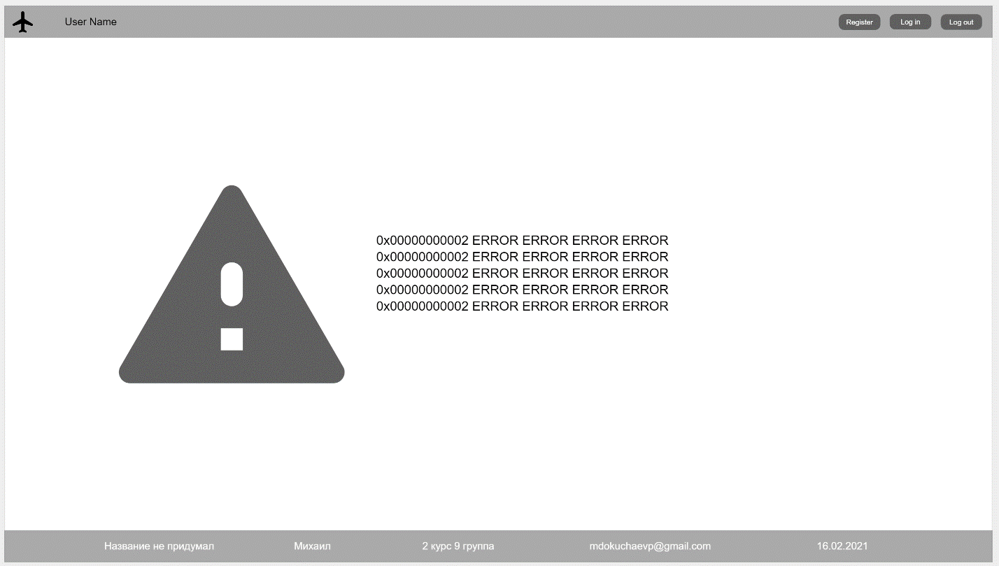 User Name
Register
Log in
Log out
0x00000000002 ERROR ERROR ERROR ERROR
0x00000000002 ERROR ERROR ERROR ERROR
0x00000000002 ERROR ERROR ERROR ERROR
0x00000000002 ERROR ERROR ERROR ERROR
0x00000000002 ERROR ERROR ERROR ERROR
Название не придумал
Михаил
2 курс 9 группа
mdokuchaevp@gmail.com
16.02.2021